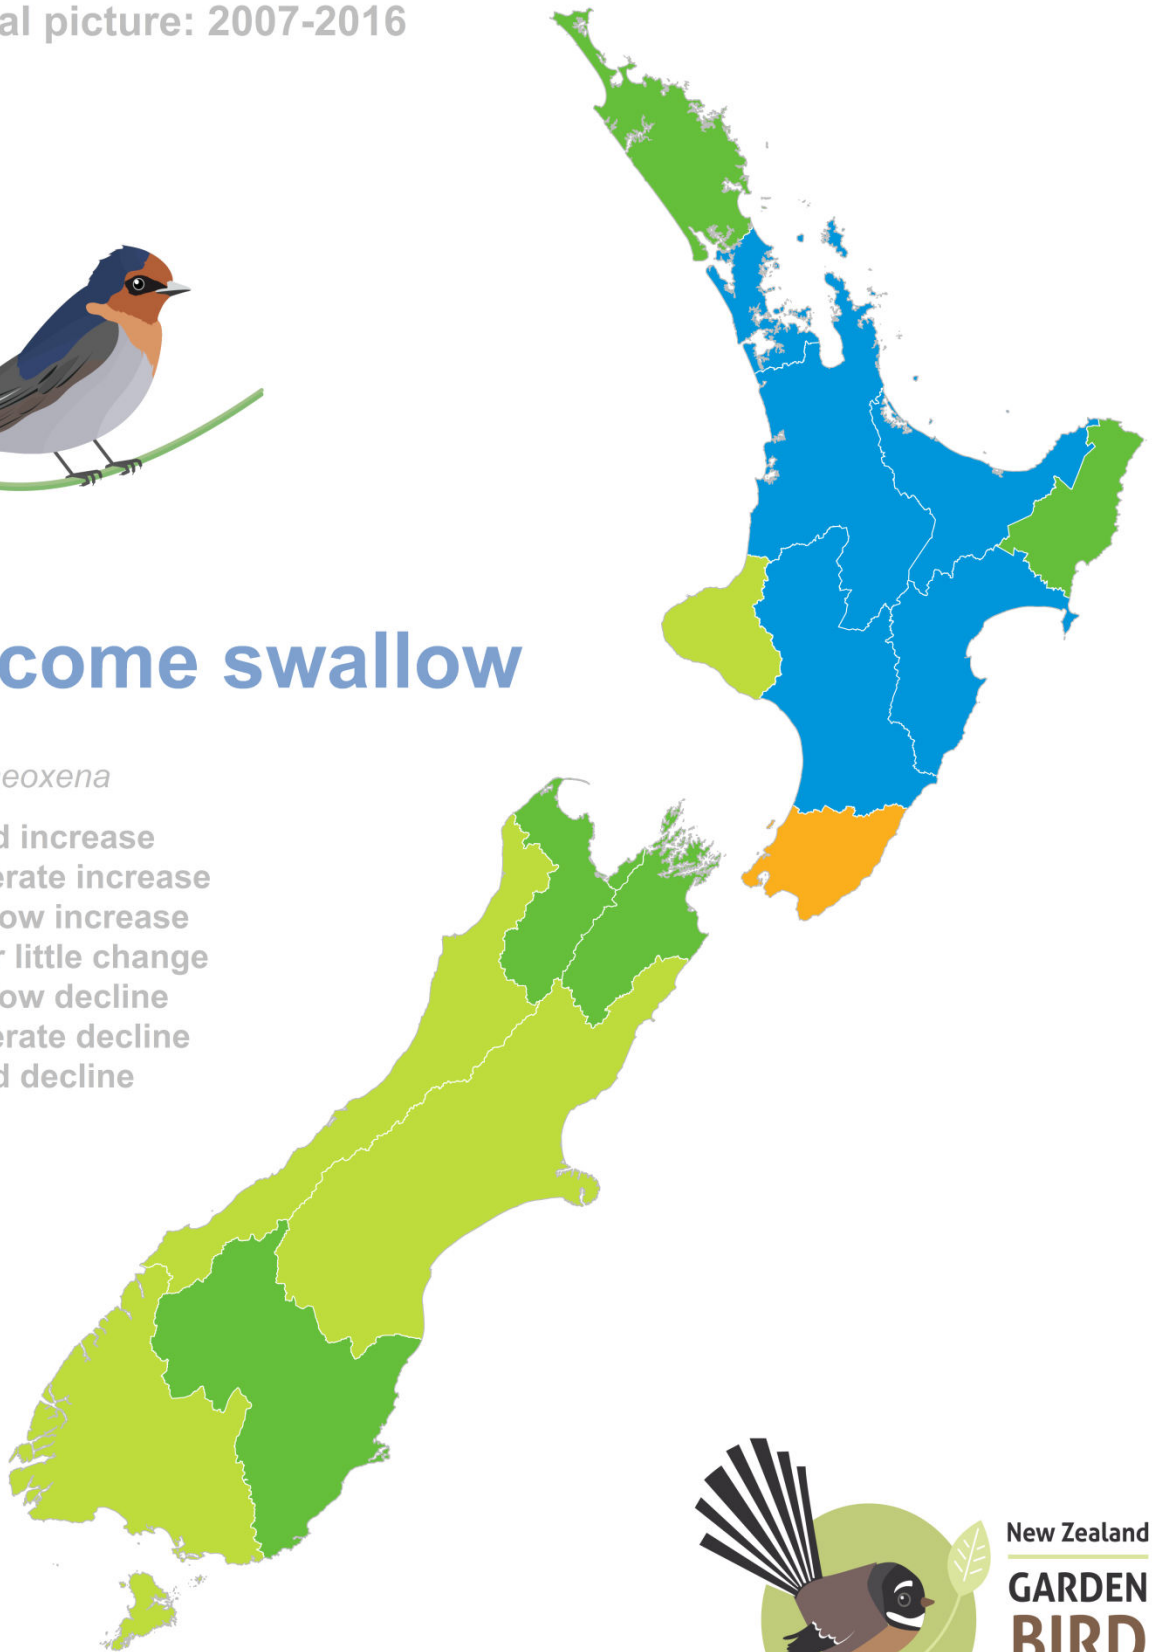 al picture: 2007-2016
come swallow
eoxena
d increase
erate increase
ow increase
r little change
ow decline
erate decline
d decline
New Zealand
GARDEN
BIRD